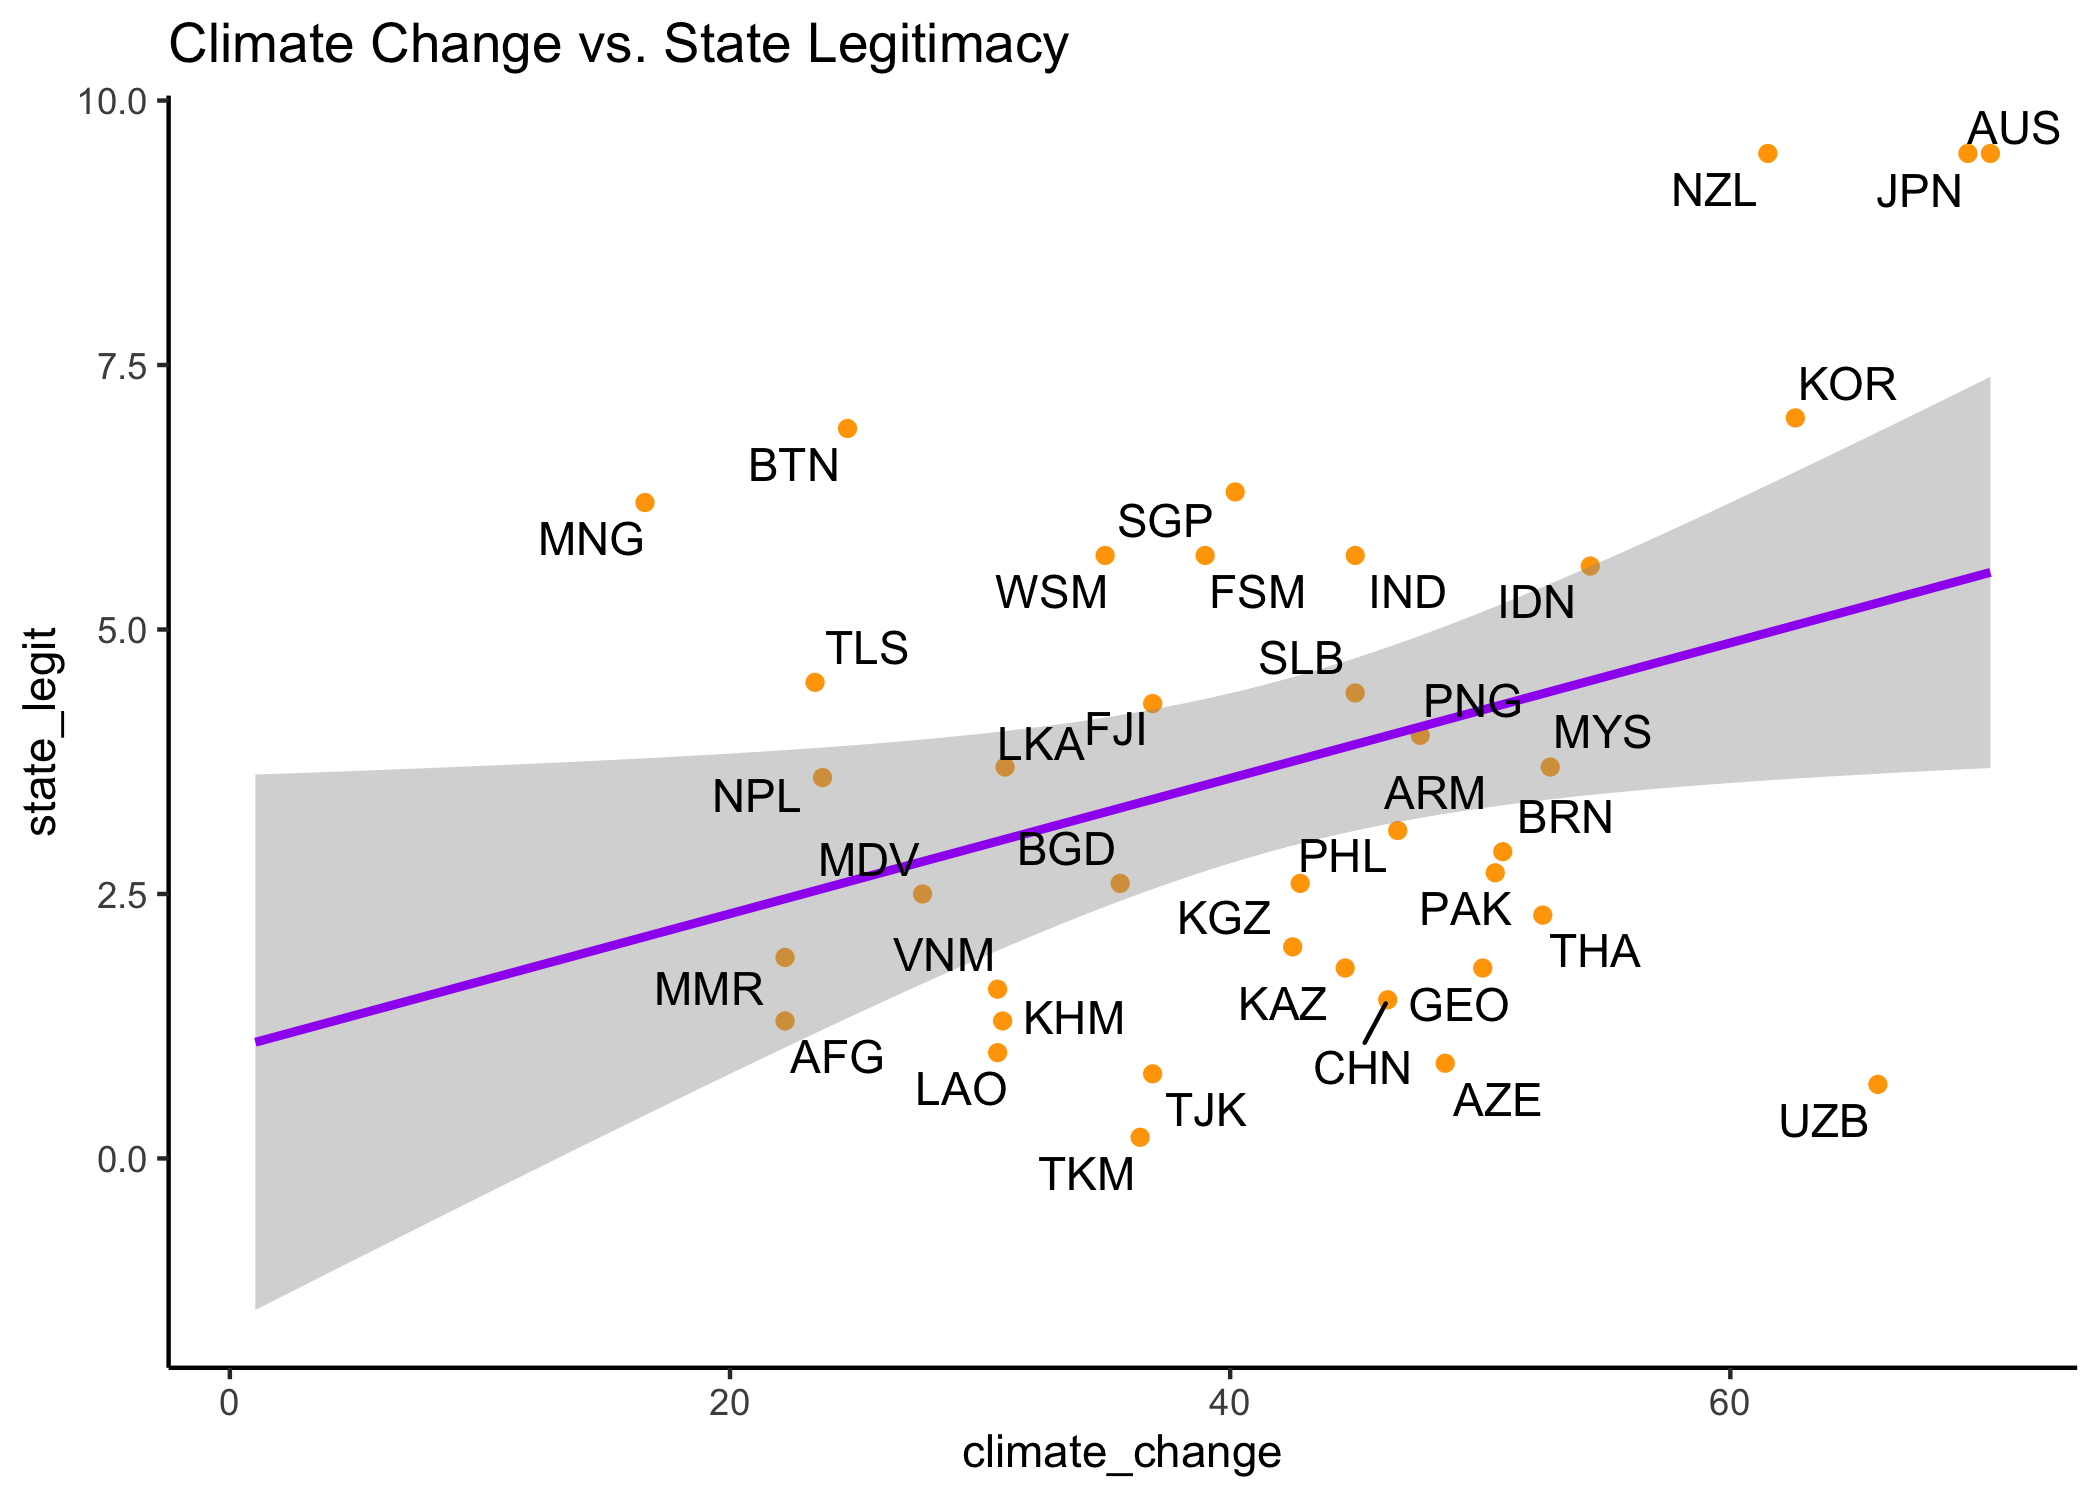 Climate Change vs. State Legitimacy
10.0
AUS
NZL
JPN
7.5
KOR
BTN
MNG
SGP
WSM
FSM
IND
IDN
5.0
TLS
SLB
PNG
MYS
LKA
FJI
NPL
ARM
BRN
MDV
BGD
PHL
2.5
KGZ
PAK
VNM
THA
MMR
KAZ
GEO
KHM
AFG
CHN
LAO
TJK
AZE
UZB
0.0
TKM
state_legit
0
20
40
60
climate_change